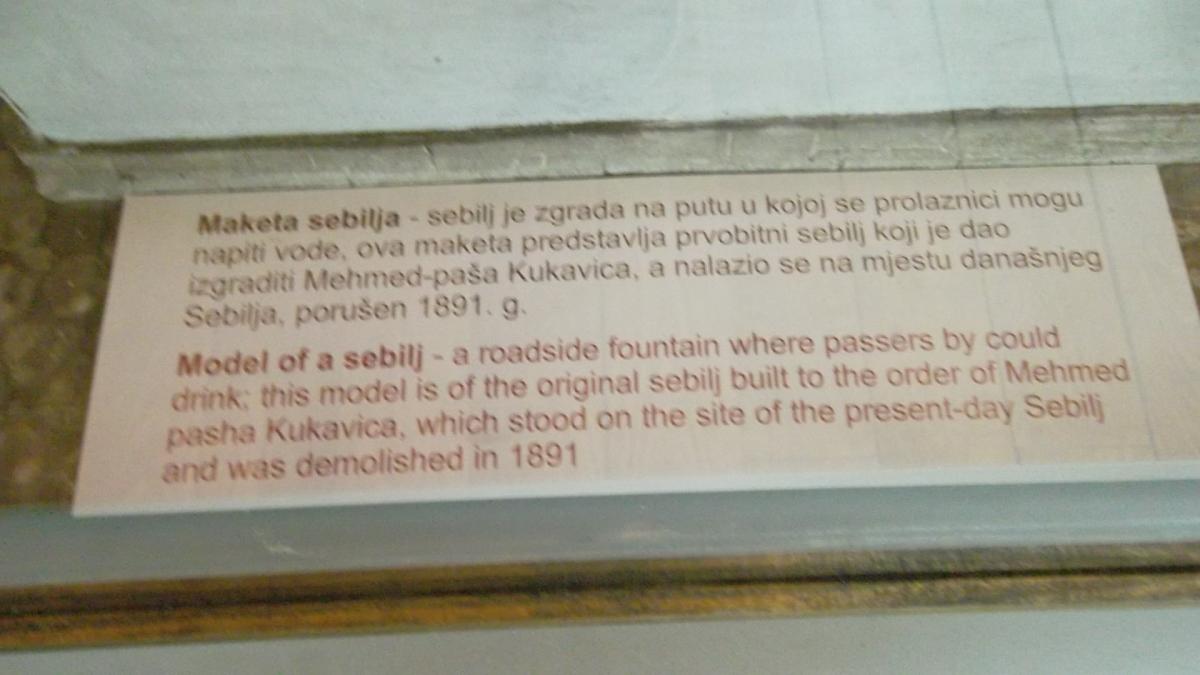 Maketa sebilja - sebilj je zgrada na putu u kojoj se prolaznici mogu
napiti vode, ova maketa predstavlja prvobitni sebilj koji je dao
izgraditi Mehmed-paša Kukavica, a nalazio se na mjestu današnjeg
Sebilja, porušen 1891. g.
Model of a sebilj - a roadside fountain where passers by could
drink; this model is of the original sebilj built to the order of Mehmed
pasha Kukavica, which stood on the site of the present-day Sebilj
and was demolished in 1891